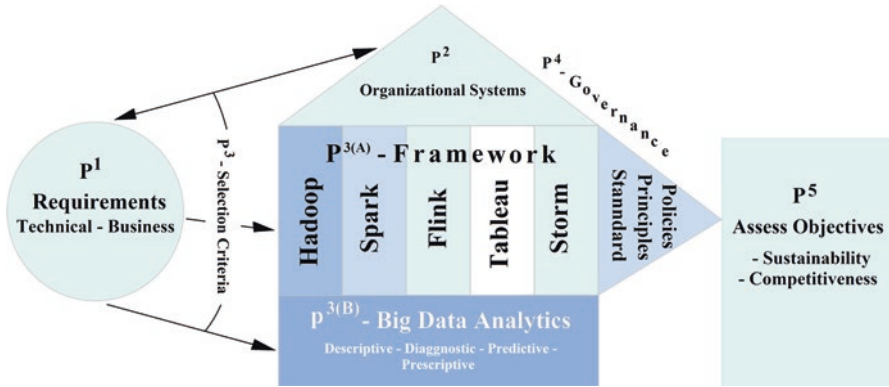 P1
Requirements
Technical - Business
P3 - Selection Criteria
P2
Organizational Systems
P4 - Governance
P3(A) - Framework
Hadoop
Spark
Flink
Tableau
Storm
Policies
Principles
Stanndard
p3(B) - Big Data Analytics
Descriptive - Diaggnostic - Predictive -
Prescriptive
P5
Assess Objectives
- Sustainability
- Competitiveness